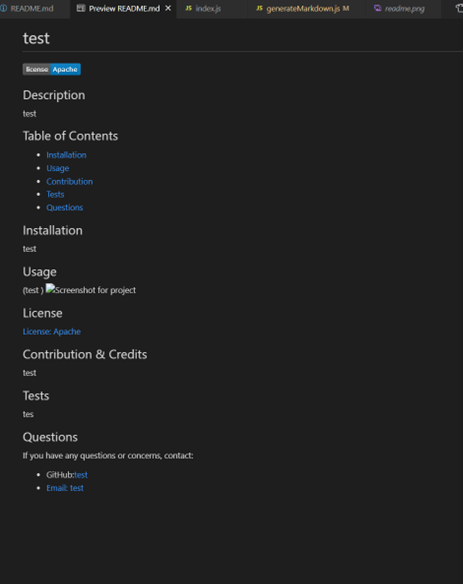 README.md
Preview README.md
index.js
generateMarkdown.js M
readme.png
test
license Apache
Description
test
Table of Contents
Installation
Usage
Contribution
Tests
Questions
Installation
test
Usage
(test ) Screenshot for project
License
License: Apache
Contribution & Credits
test
Tests
tes
Questions
If you have any questions or concerns, contact:
GitHub:test
Email: test